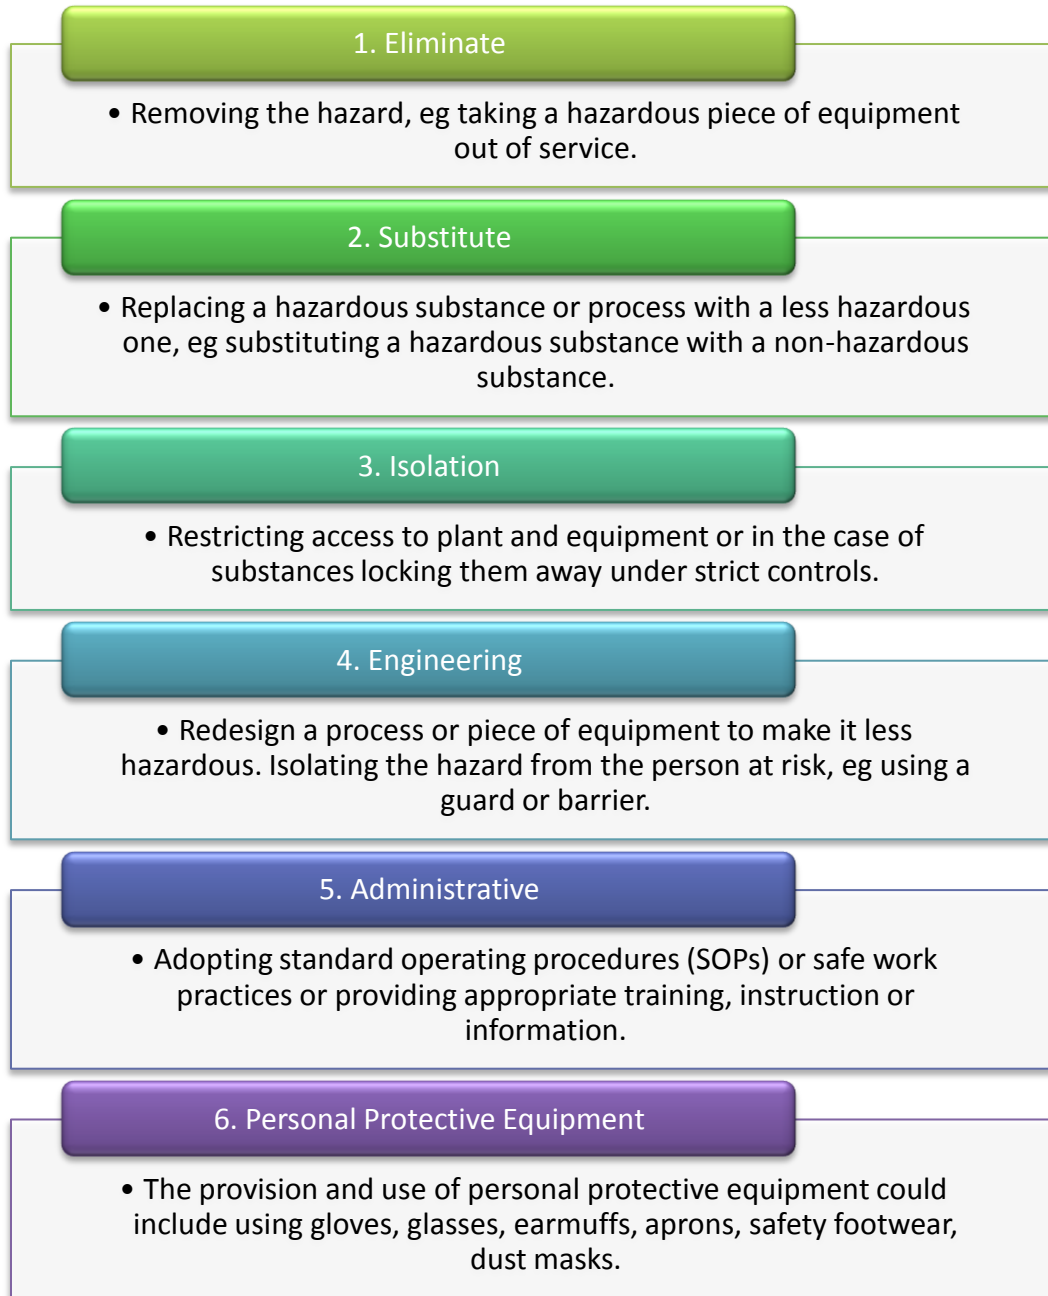 1. Eliminate
• Removing the hazard, eg taking a hazardous piece of equipment
out of service.
2. Substitute
• Replacing a hazardous substance or process with a less hazardous
one, eg substituting a hazardous substance with a non-hazardous
substance.
3. Isolation
• Restricting access to plant and equipment or in the case of
substances locking them away under strict controls.
4. Engineering
• Redesign a process or piece of equipment to make it less
hazardous. Isolating the hazard from the person at risk, eg using a
guard or barrier.
5. Administrative
• Adopting standard operating procedures (SOPs) or safe work
practices or providing appropriate training, instruction or
information.
6. Personal Protective Equipment
• The provision and use of personal protective equipment could
include using gloves, glasses, earmuffs, aprons, safety footwear,
dust masks.